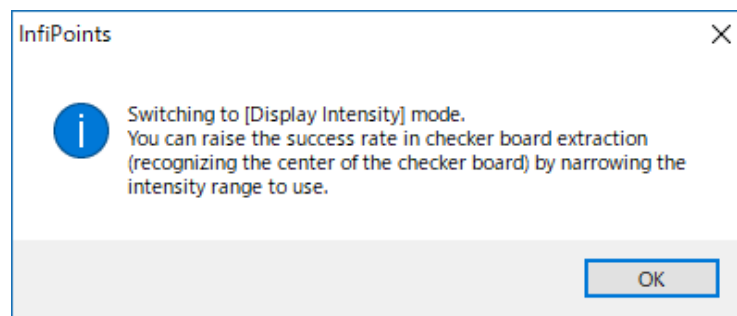 InfiPoints
Switching to [Display Intensity] mode.
You can raise the success rate in checker board extraction
(recognizing the center of the checker board) by narrowing the
intensity range to use.
OK